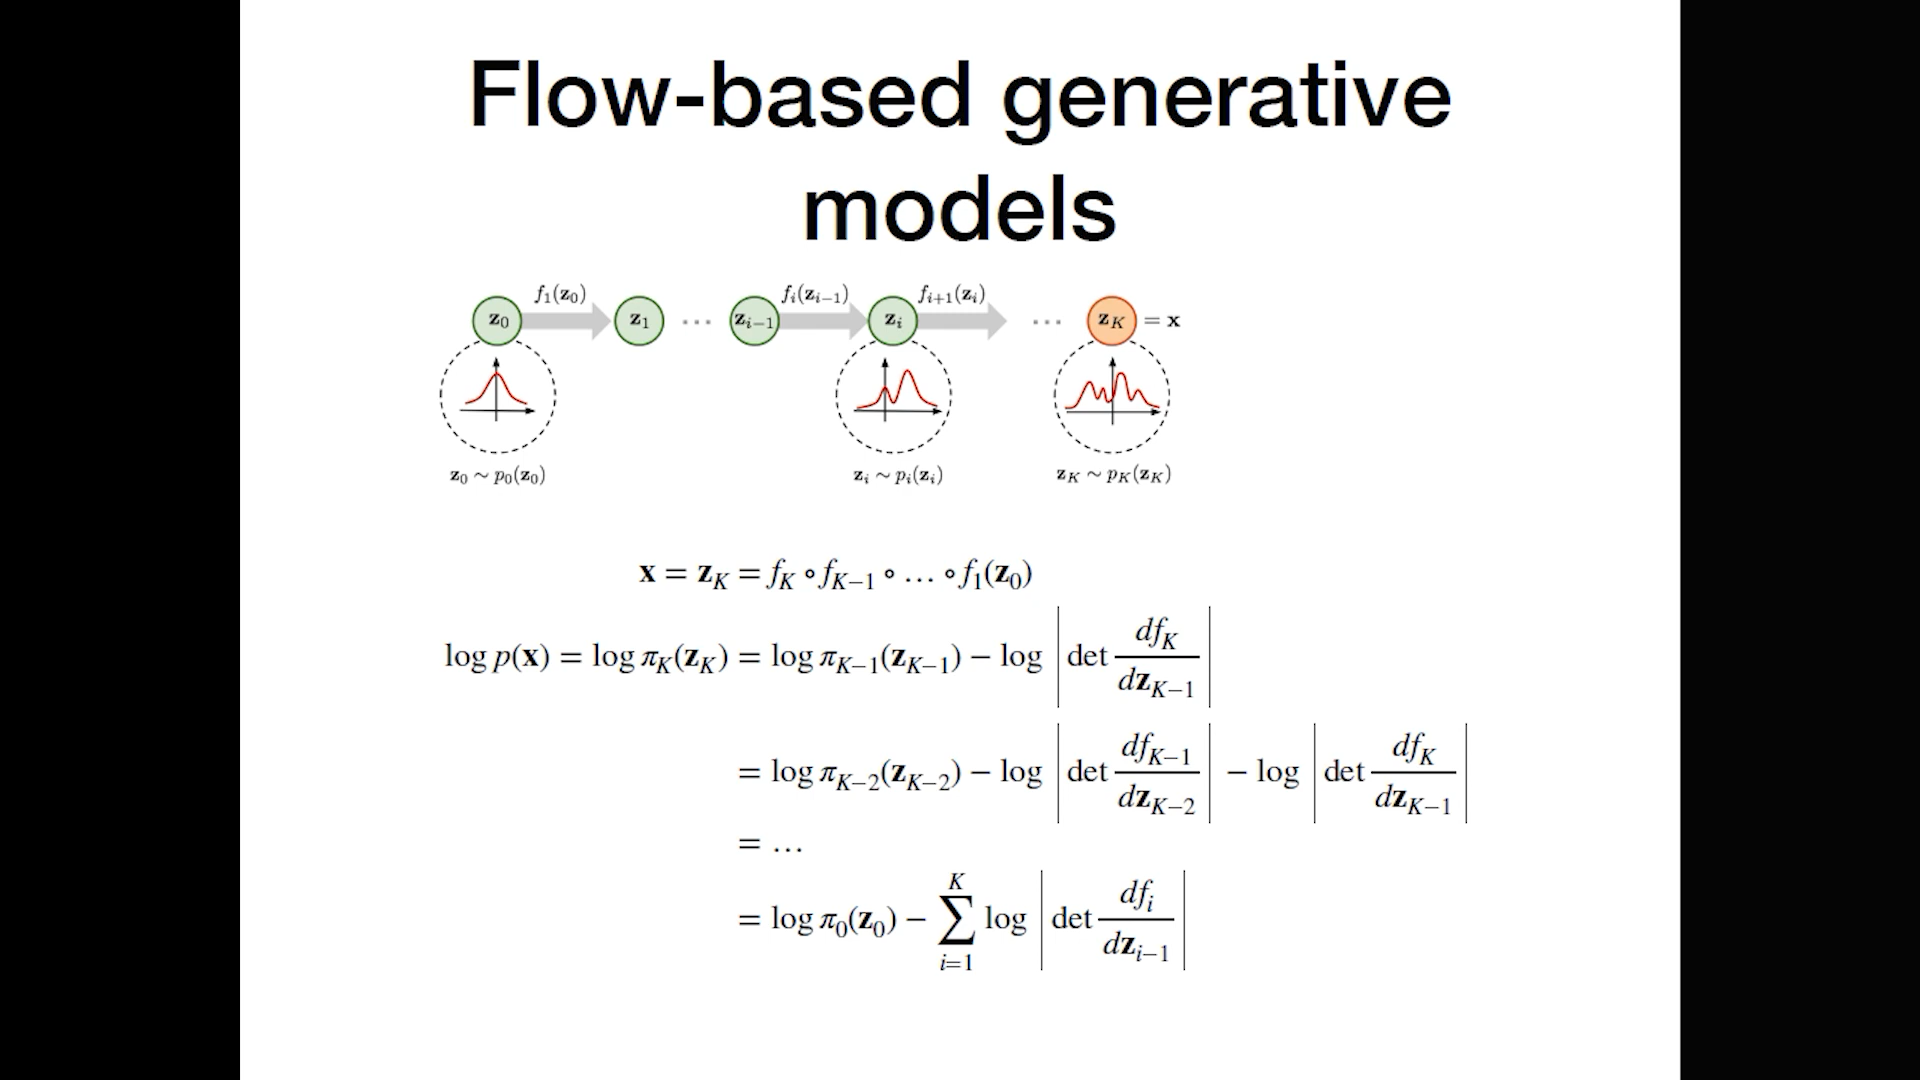 Flow-based generative
models
f₁(z₀) fᵢ(zᵢ₋₁) fᵢ₊₁(zᵢ)
z₀ z₁ ··· zᵢ₋₁ zᵢ ··· z_K = x
z₀ ∼ p₀(z₀) zᵢ ∼ pᵢ(zᵢ) z_K ∼ p_K(z_K)
x = z_K = f_K ∘ f_{K−1} ∘ … ∘ f₁(z₀)
log p(x) = log π_K(z_K) = log π_{K−1}(z_{K−1}) − log | det df_K / dz_{K−1} |
= log π_{K−2}(z_{K−2}) − log | det df_{K−1} / dz_{K−2} | − log | det df_K / dz_{K−1} |
= …
= log π₀(z₀) − ∑_{i=1}^{K} log | det dfᵢ / dzᵢ₋₁ |